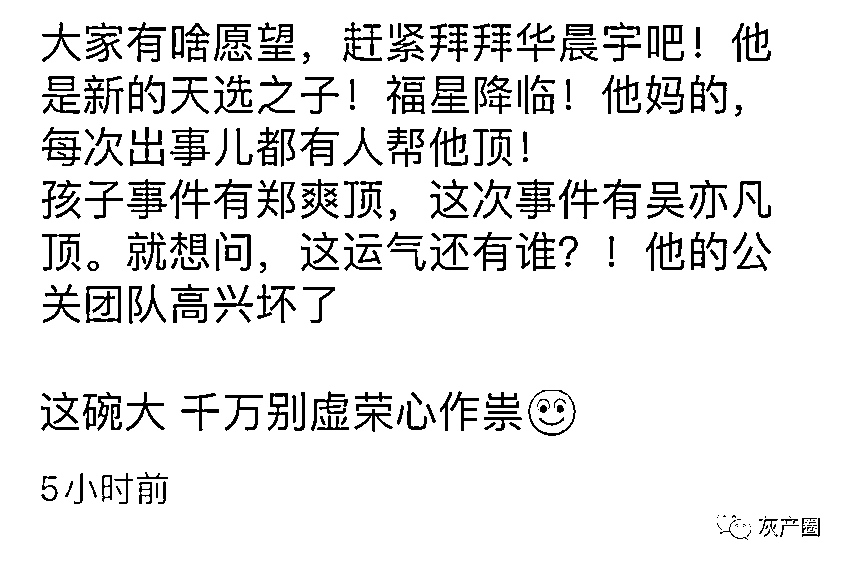 大家有啥愿望，赶紧拜拜华晨宇吧！他
是新的天选之子！福星降临！他妈的，
每次出事儿都有人帮他顶！
孩子事件有郑爽顶，这次事件有吴亦凡
顶。就想问，这运气还有谁？！他的公
关团队高兴坏了
这碗大 千万别虚荣心作祟
5小时前
灰产圈